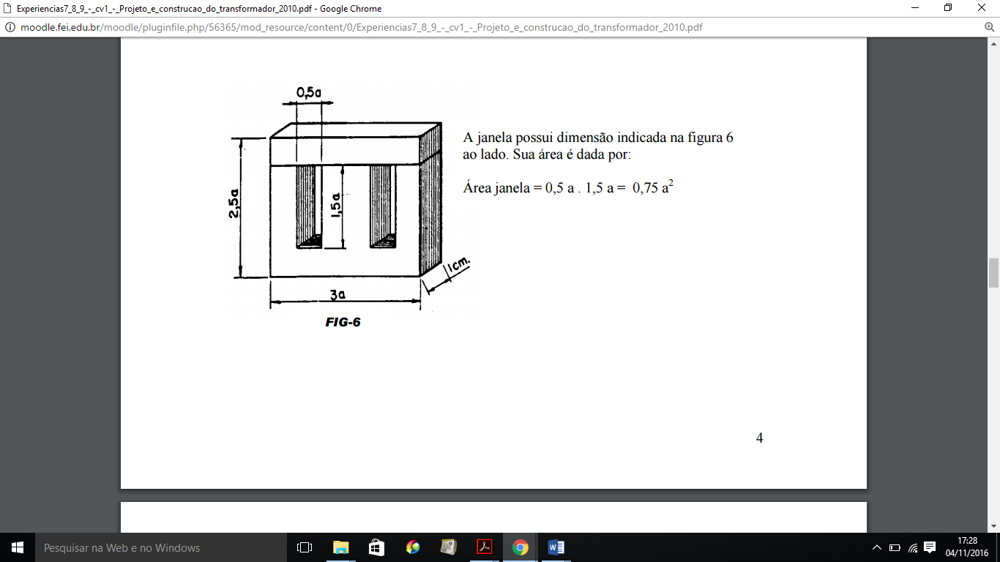 Experiencias7_8_9_-_cv1_-_Projeto_e_construcao_do_transformador_2010.pdf - Google Chrome
moodle.fei.edu.br/moodle/pluginfile.php/56365/mod_resource/content/0/Experiencias7_8_9_-_cv1_-_Projeto_e_construcao_do_transformador_2010.pdf
0,5a
A janela possui dimensão indicada na figura 6
ao lado. Sua área é dada por:
Área janela = 0,5 a . 1,5 a = 0,75 a²
2,5a
1,5a
1cm.
3a
FIG-6
4
Pesquisar na Web e no Windows
17:28
04/11/2016